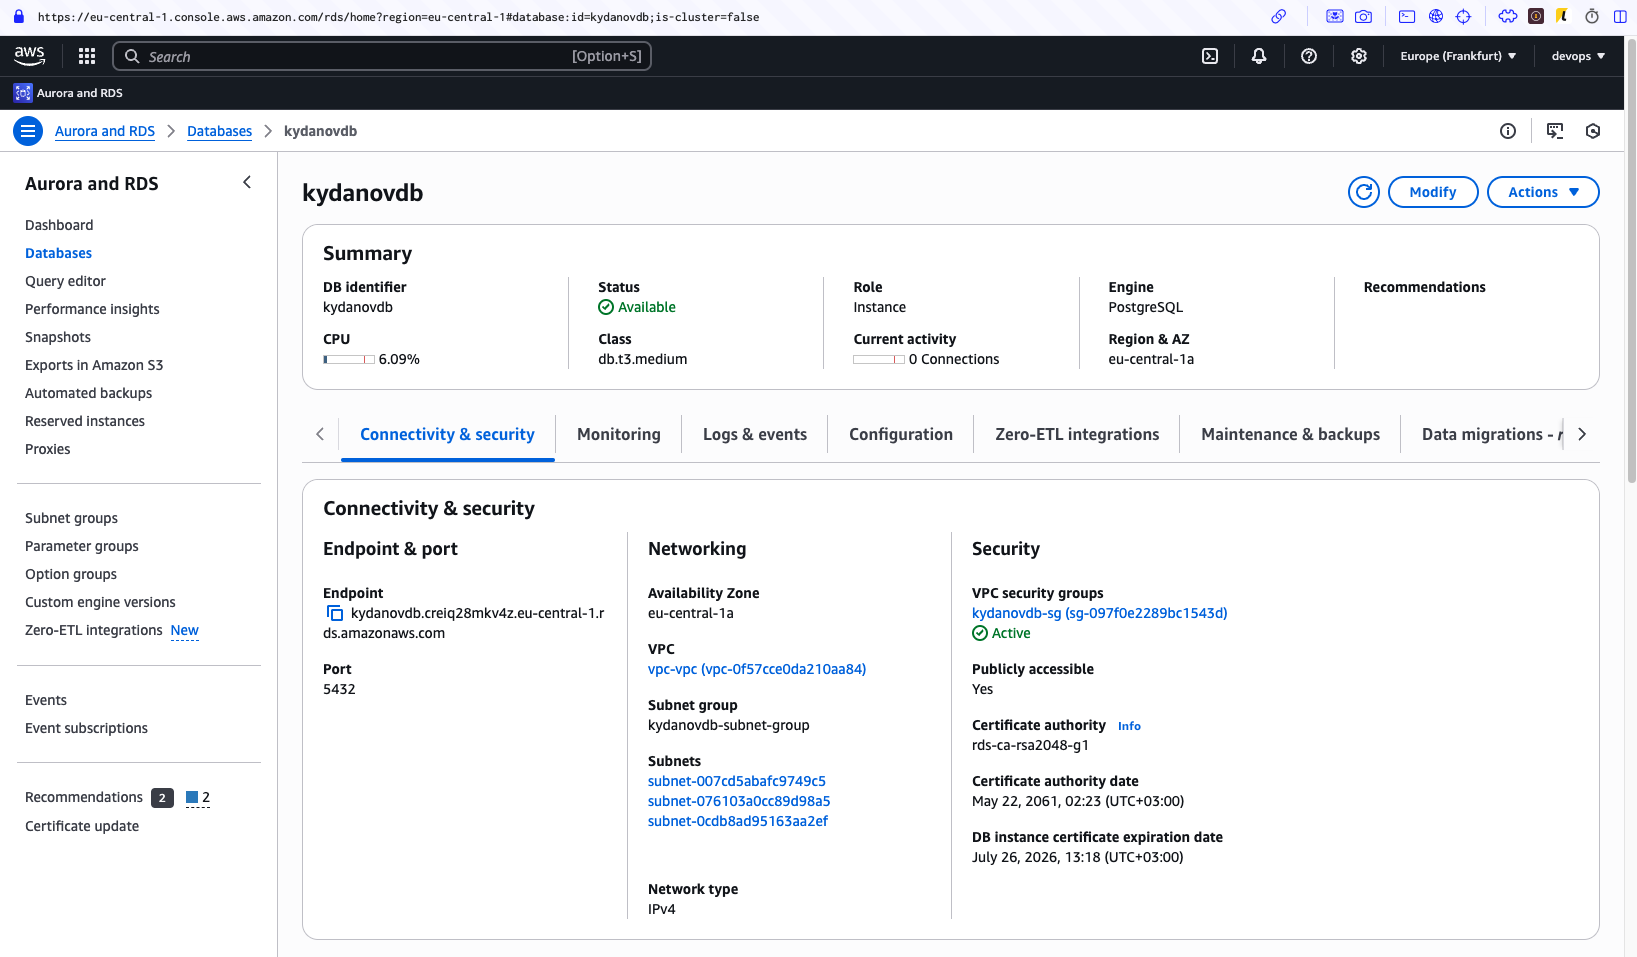 https://eu-central-1.console.aws.amazon.com/rds/home?region=eu-central-1#database:id=kydanovdb;is-cluster=false
aws
Search
[Option+S]
Europe (Frankfurt)
devops
Aurora and RDS
Aurora and RDS
Databases
kydanovdb
Aurora and RDS
Dashboard
Databases
Query editor
Performance insights
Snapshots
Exports in Amazon S3
Automated backups
Reserved instances
Proxies
Subnet groups
Parameter groups
Option groups
Custom engine versions
Zero-ETL integrations New
Events
Event subscriptions
Recommendations 2 2
Certificate update
kydanovdb
Modify
Actions
Summary
DB identifier
kydanovdb
CPU
6.09%
Status
Available
Class
db.t3.medium
Role
Instance
Current activity
0 Connections
Engine
PostgreSQL
Region & AZ
eu-central-1a
Recommendations
Connectivity & security
Monitoring
Logs & events
Configuration
Zero-ETL integrations
Maintenance & backups
Data migrations -
Connectivity & security
Endpoint & port
Endpoint
kydanovdb.creiq28mkv4z.eu-central-1.r
ds.amazonaws.com
Port
5432
Networking
Availability Zone
eu-central-1a
VPC
vpc-vpc (vpc-0f57cce0da210aa84)
Subnet group
kydanovdb-subnet-group
Subnets
subnet-007cd5abafc9749c5
subnet-076103a0cc89d98a5
subnet-0cdb8ad95163aa2ef
Network type
IPv4
Security
VPC security groups
kydanovdb-sg (sg-097f0e2289bc1543d)
Active
Publicly accessible
Yes
Certificate authority Info
rds-ca-rsa2048-g1
Certificate authority date
May 22, 2061, 02:23 (UTC+03:00)
DB instance certificate expiration date
July 26, 2026, 13:18 (UTC+03:00)